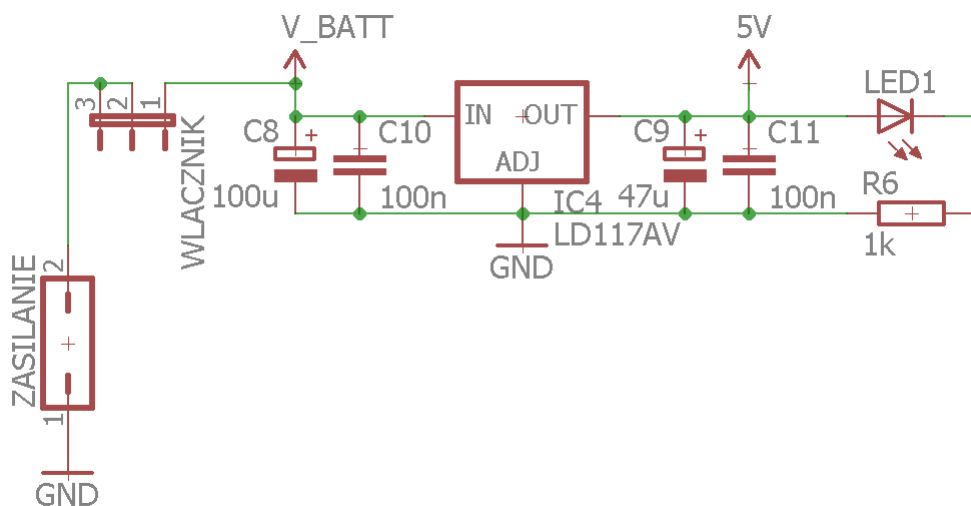 V_BATT
5V
LED1
3
2
1
WLACZNIK
C8
+
100u
C10
100n
IN
OUT
ADJ
IC4
LD117AV
GND
C9
+
47u
C11
100n
R6
1k
ZASILANIE
2
1
GND